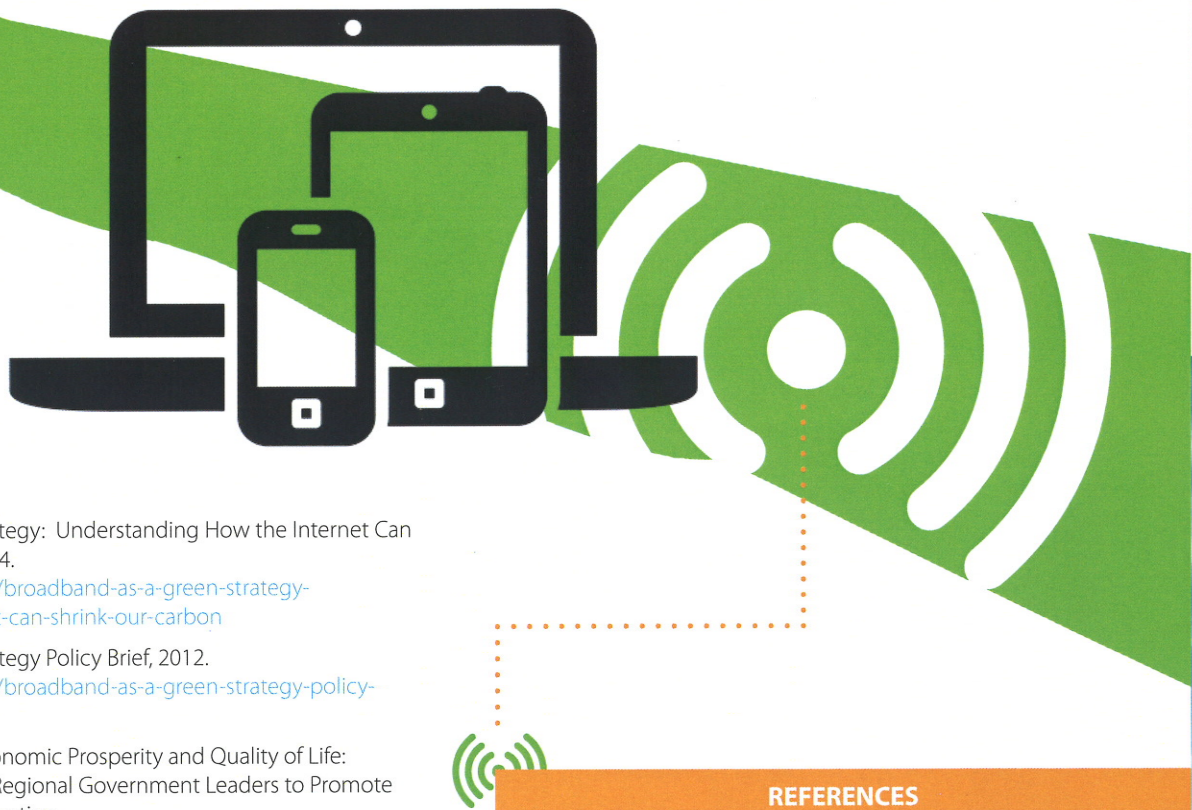 tegy: Understanding How the Internet Can
4.
/broadband-as-a-green-strategy-
-can-shrink-our-carbon
tegy Policy Brief, 2012.
/broadband-as-a-green-strategy-policy-
nomic Prosperity and Quality of Life:
Regional Government Leaders to Promote
REFERENCES